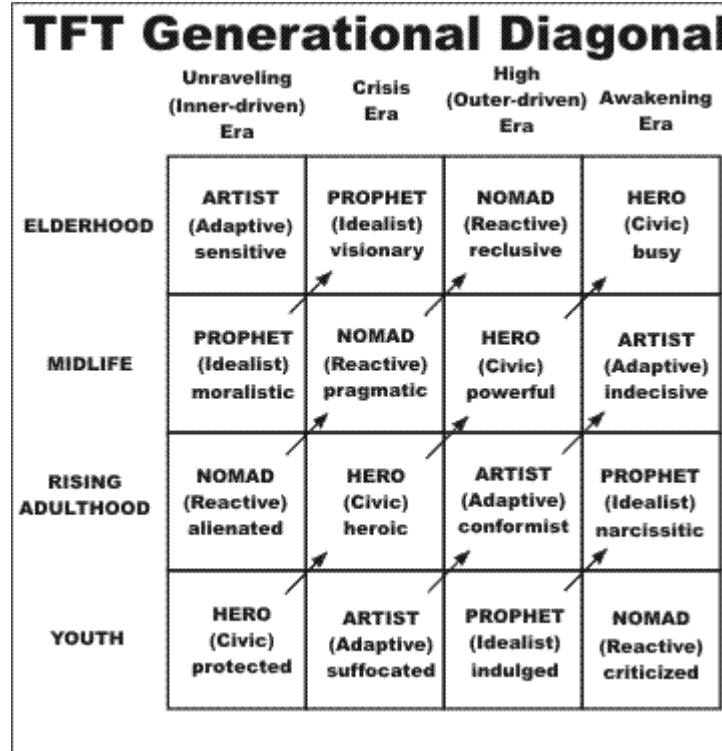 TFT Generational Diagonal
Unraveling
(Inner-driven)
Era
Crisis
Era
High
(Outer-driven)
Era
Awakening
Era
ELDERHOOD
ARTIST
(Adaptive)
sensitive
PROPHET
(Idealist)
visionary
NOMAD
(Reactive)
reclusive
HERO
(Civic)
busy
MIDLIFE
PROPHET
(Idealist)
moralistic
NOMAD
(Reactive)
pragmatic
HERO
(Civic)
powerful
ARTIST
(Adaptive)
indecisive
RISING
ADULTHOOD
NOMAD
(Reactive)
alienated
HERO
(Civic)
heroic
ARTIST
(Adaptive)
conformist
PROPHET
(Idealist)
narcissitic
YOUTH
HERO
(Civic)
protected
ARTIST
(Adaptive)
suffocated
PROPHET
(Idealist)
indulged
NOMAD
(Reactive)
criticized